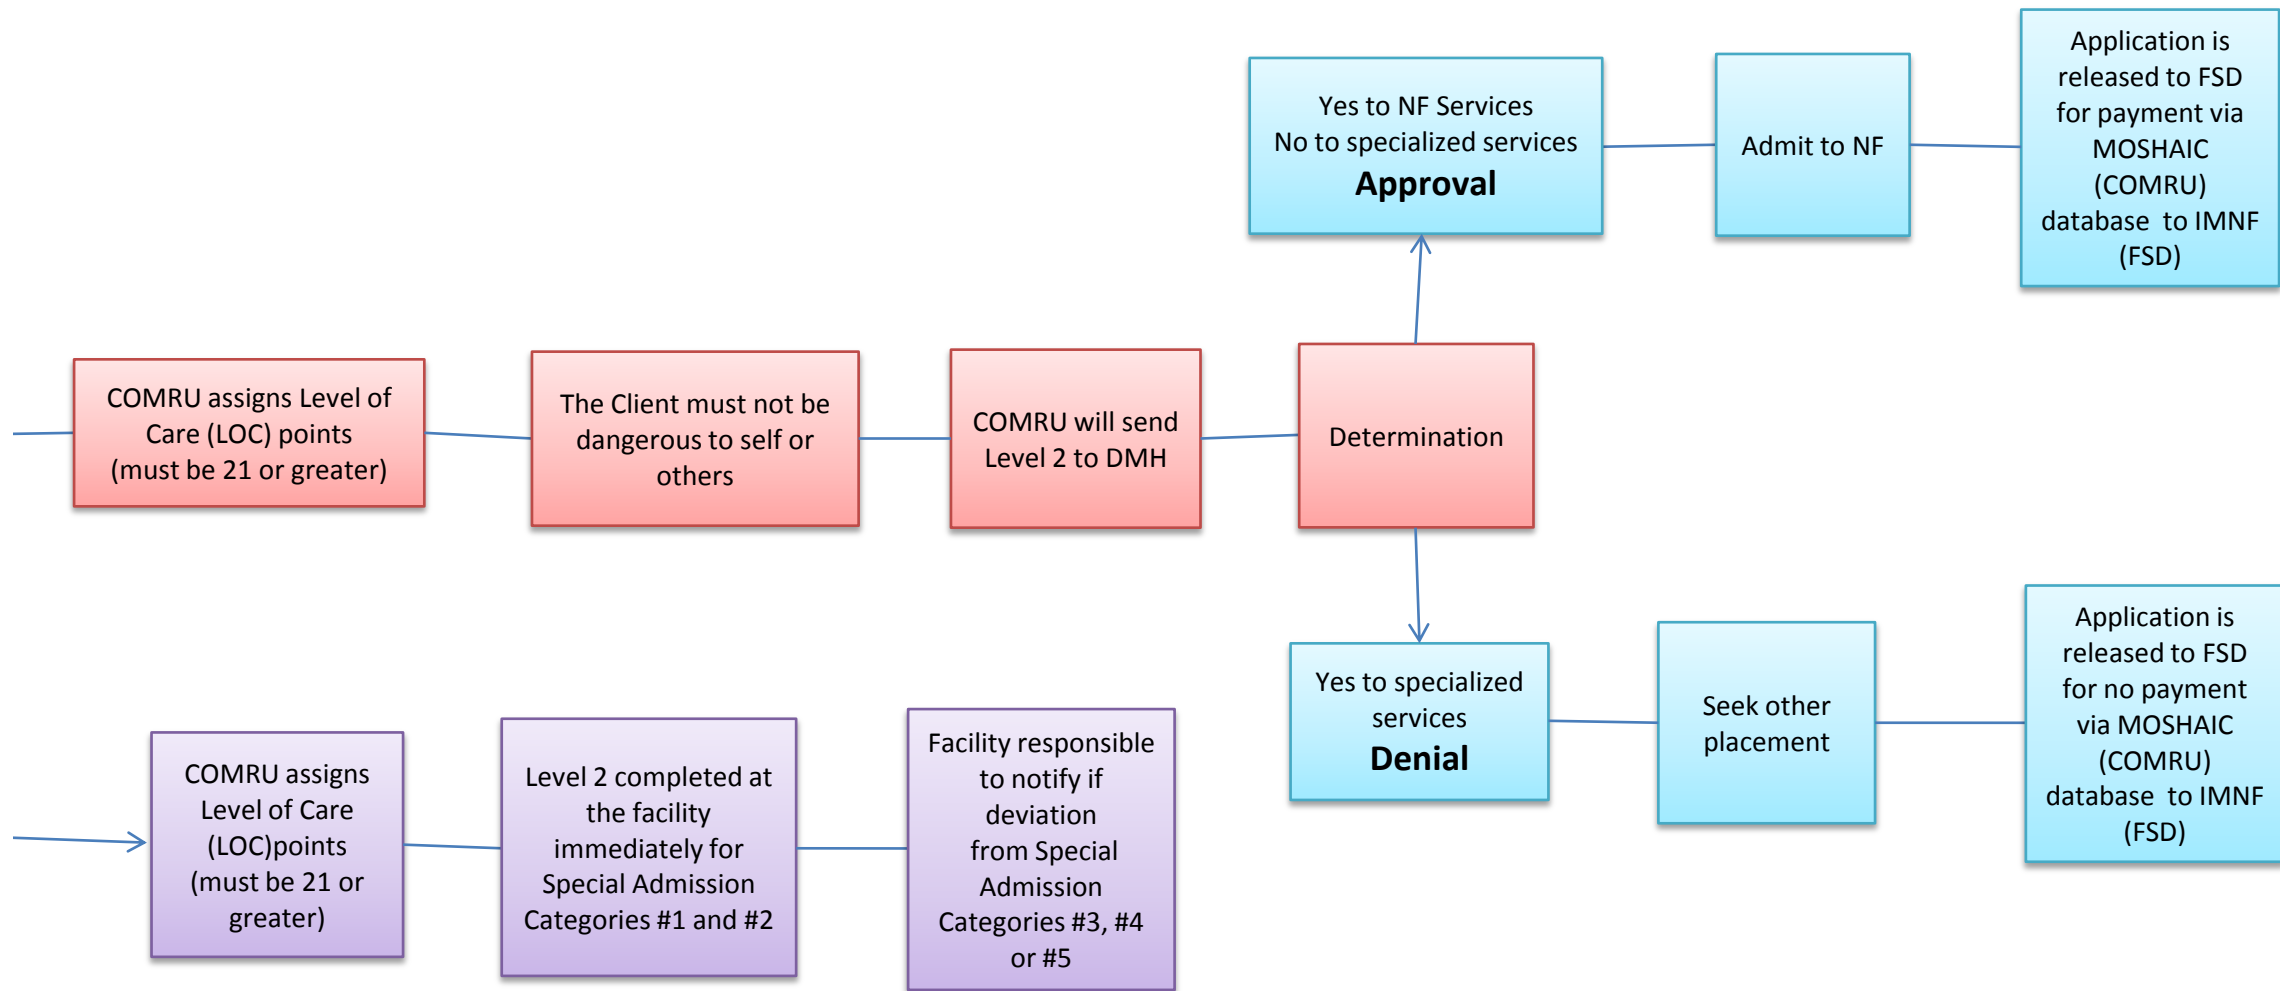 Yes to NF Services
No to specialized services
Approval
Admit to NF
Application is
released to FSD
for payment via
MOSHAIC
(COMRU)
database to IMNF
(FSD)
COMRU assigns Level of
Care (LOC) points
(must be 21 or greater)
The Client must not be
dangerous to self or
others
COMRU will send
Level 2 to DMH
Determination
Yes to specialized
services
Denial
Seek other
placement
Application is
released to FSD
for no payment
via MOSHAIC
(COMRU)
database to IMNF
(FSD)
COMRU assigns
Level of Care
(LOC)points
(must be 21 or
greater)
Level 2 completed at
the facility
immediately for
Special Admission
Categories #1 and #2
Facility responsible
to notify if
deviation
from Special
Admission
Categories #3, #4
or #5